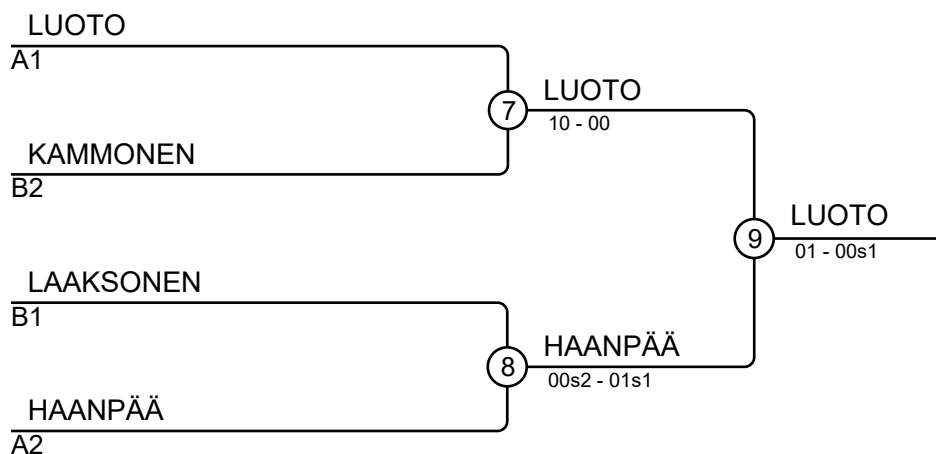 LUOTO
A1
KAMMONEN
B2
7
LUOTO
10 - 00
LAAKSONEN
B1
HAANPÄÄ
A2
8
HAANPÄÄ
00s2 - 01s1
9
LUOTO
01 - 00s1